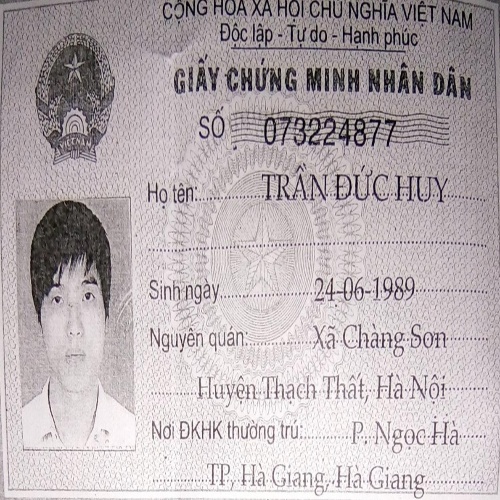 CỘNG HÒA XÃ HỘI CHỦ NGHĨA VIỆT NAM
Độc lập - Tự do - Hạnh phúc
GIẤY CHỨNG MINH NHÂN DÂN
SỐ 073224877
Họ tên: TRẦN ĐỨC HUY
Sinh ngày 24-06-1989
Nguyên quán: Xã Chàng Sơn
Huyện Thạch Thất, Hà Nội
Nơi ĐKHK thường trú: P. Ngọc Hà
TP, Hà Giang, Hà Giang